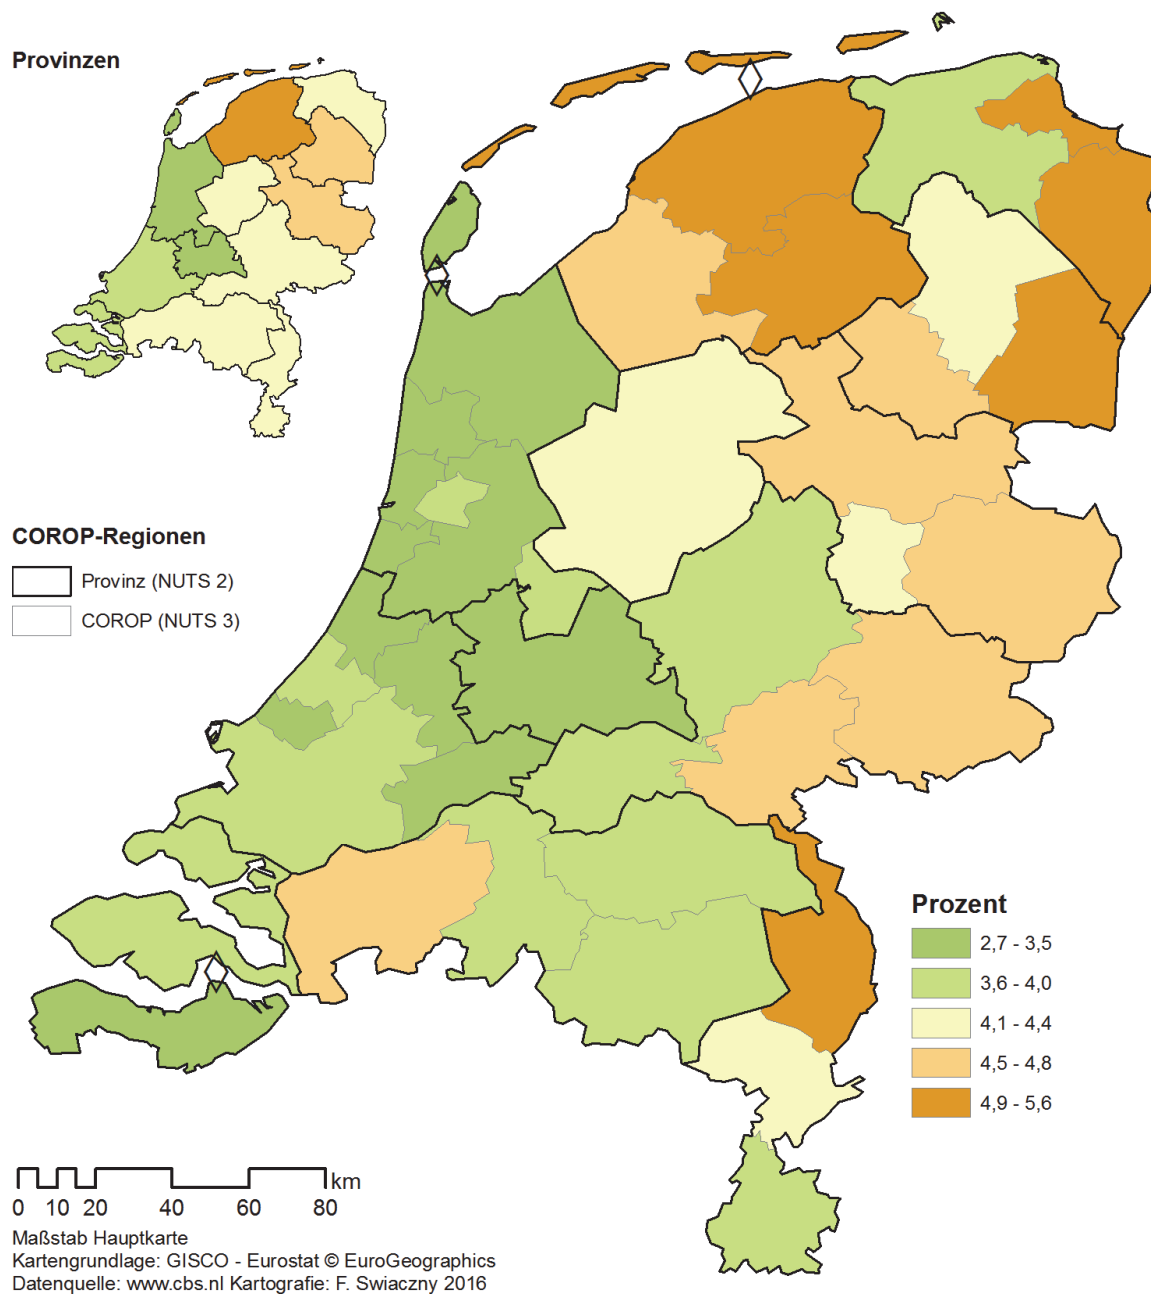 Provinzen
COROP-Regionen
Provinz (NUTS 2)
COROP (NUTS 3)
Prozent
2,7 - 3,5
3,6 - 4,0
4,1 - 4,4
4,5 - 4,8
4,9 - 5,6
km
0 10 20 40 60 80
Maßstab Hauptkarte
Kartengrundlage: GISCO - Eurostat © EuroGeographics
Datenquelle: www.cbs.nl Kartografie: F. Swiaczny 2016